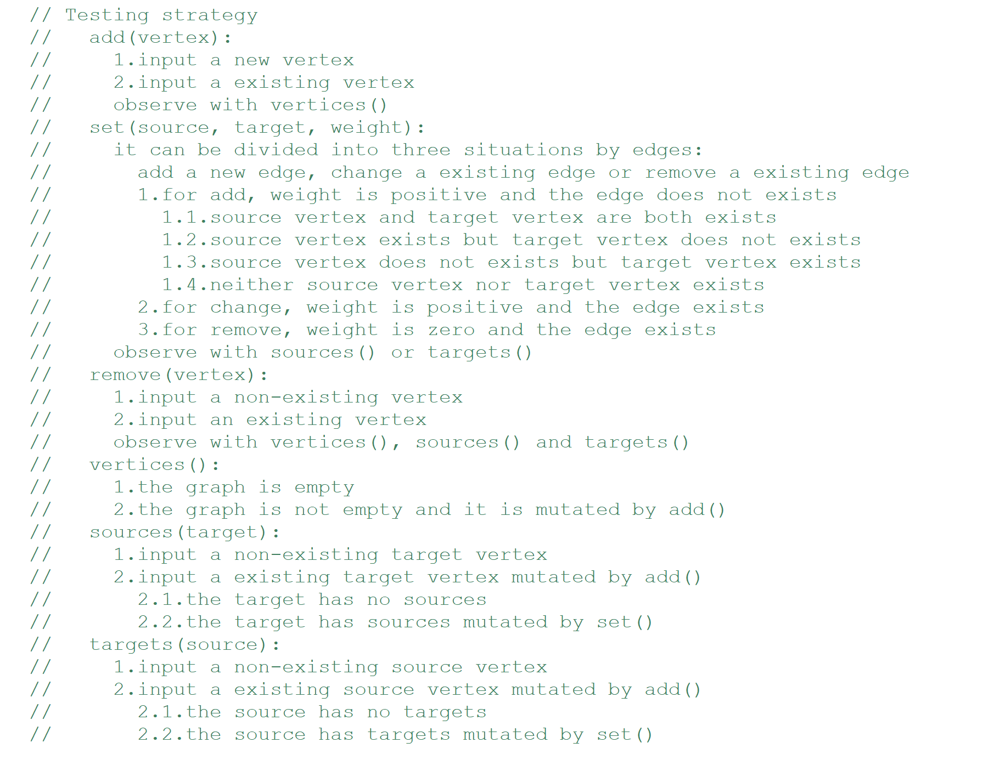 // Testing strategy
//   add(vertex):
//     1.input a new vertex
//     2.input a existing vertex
//     observe with vertices()
//   set(source, target, weight):
//     it can be divided into three situations by edges:
//       add a new edge, change a existing edge or remove a existing edge
//       1.for add, weight is positive and the edge does not exists
//         1.1.source vertex and target vertex are both exists
//         1.2.source vertex exists but target vertex does not exists
//         1.3.source vertex does not exists but target vertex exists
//         1.4.neither source vertex nor target vertex exists
//       2.for change, weight is positive and the edge exists
//       3.for remove, weight is zero and the edge exists
//     observe with sources() or targets()
//   remove(vertex):
//     1.input a non-existing vertex
//     2.input an existing vertex
//     observe with vertices(), sources() and targets()
//   vertices():
//     1.the graph is empty
//     2.the graph is not empty and it is mutated by add()
//   sources(target):
//     1.input a non-existing target vertex
//     2.input a existing target vertex mutated by add()
//       2.1.the target has no sources
//       2.2.the target has sources mutated by set()
//   targets(source):
//     1.input a non-existing source vertex
//     2.input a existing source vertex mutated by add()
//       2.1.the source has no targets
//       2.2.the source has targets mutated by set()